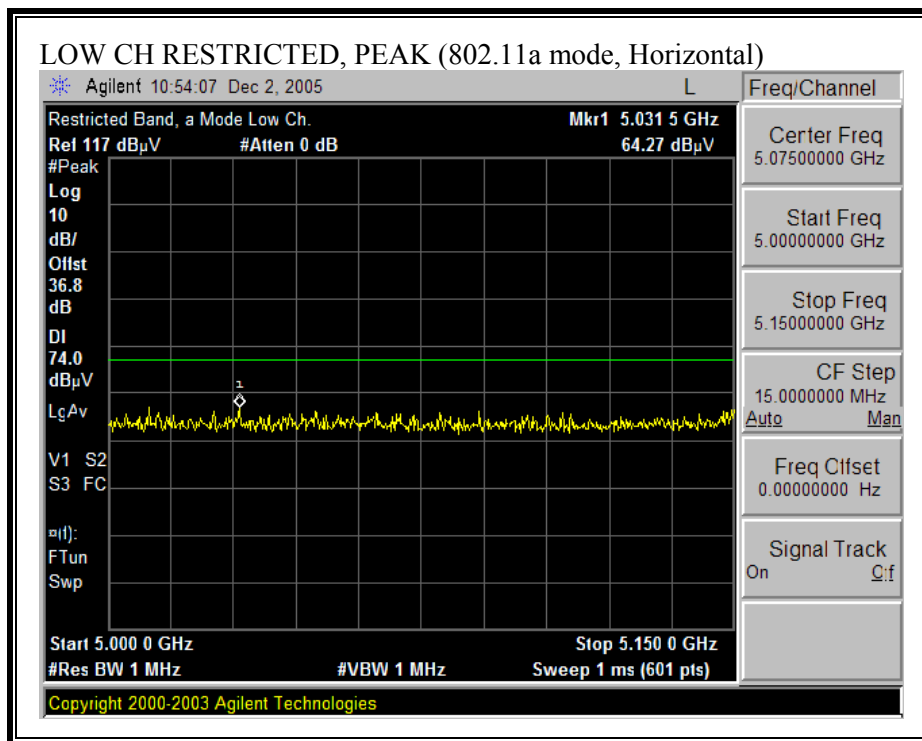 LOW CH RESTRICTED, PEAK (802.11a mode, Horizontal)
Agilent 10:54:07 Dec 2, 2005 L
Restricted Band, a Mode Low Ch. Mkr1 5.031 5 GHz
Ref 117 dBµV #Atten 0 dB 64.27 dBµV
#Peak
Log
10
dB/
Offst
36.8
dB
DI
74.0
dBµV
LgAv
1
V1 S2
S3 FC
¤(f):
FTun
Swp
Start 5.000 0 GHz Stop 5.150 0 GHz
#Res BW 1 MHz #VBW 1 MHz Sweep 1 ms (601 pts)
Copyright 2000-2003 Agilent Technologies
Freq/Channel
Center Freq
5.07500000 GHz
Start Freq
5.00000000 GHz
Stop Freq
5.15000000 GHz
CF Step
15.0000000 MHz
Auto Man
Freq Offset
0.00000000 Hz
Signal Track
On Off